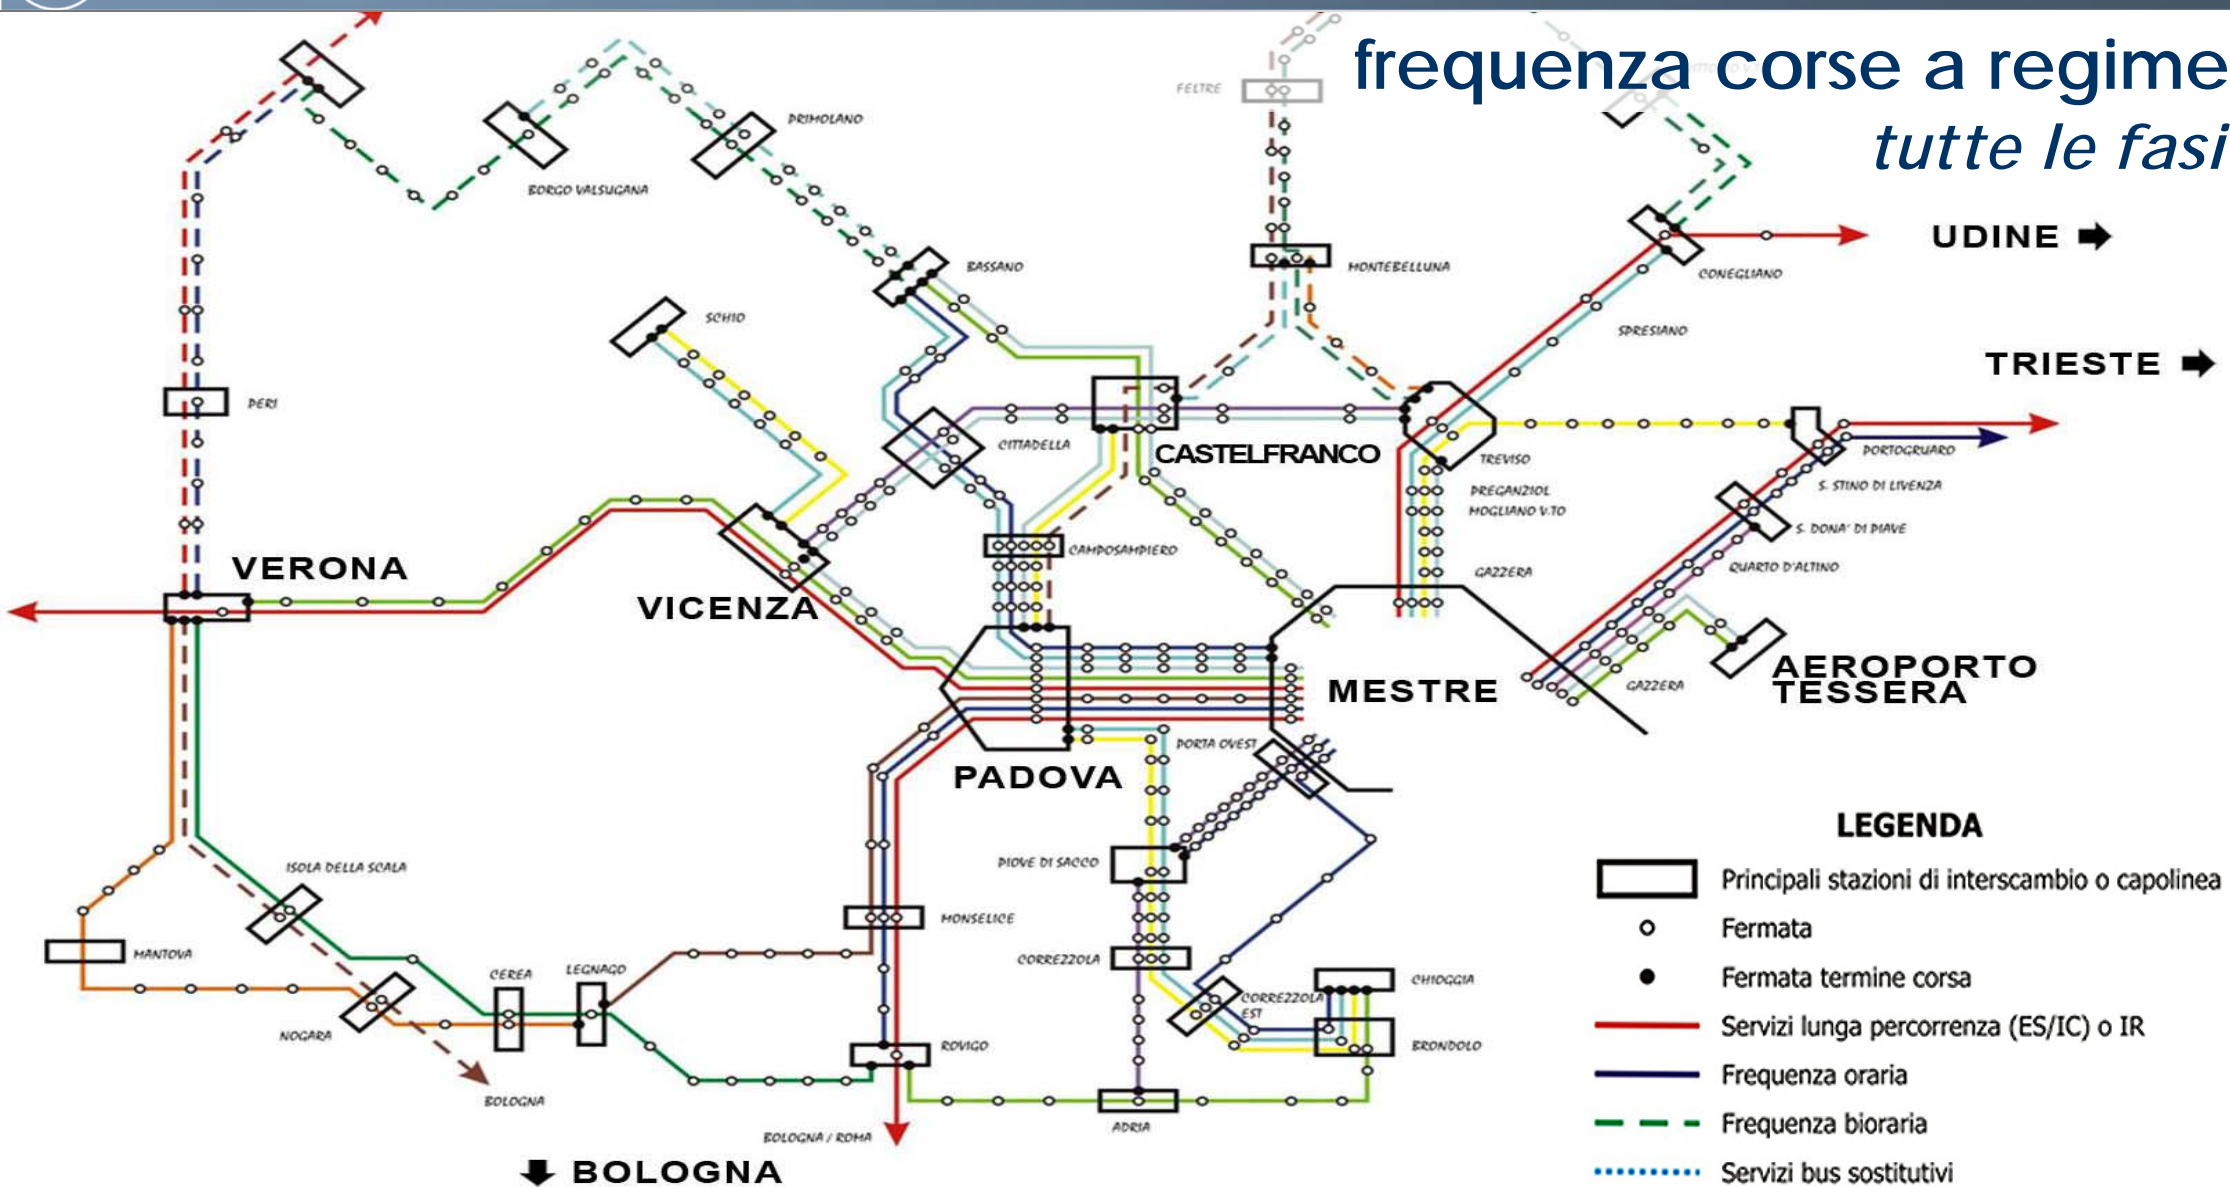 frequenza corse a regime
tutte le fasi
FELTRE
PRIMOLANO
BORGO VALSUGANA
UDINE
BASSANO
MONTEBELLUNA
CONEGLIANO
SCHIO
SPRESIANO
TRIESTE
PERI
CITTADELLA
CASTELFRANCO
TREVISO
PORTOGRUARO
PREGANZIOL
MOGLIANO V.TO
S. STINO DI LIVENZA
S. DONA' DI PIAVE
CAMPOSAMPIERO
VERONA
GAZZERA
QUARTO D'ALTINO
VICENZA
AEROPORTO
TESSERA
GAZZERA
MESTRE
PORTA OVEST
PADOVA
LEGENDA
PIOVE DI SACCO
ISOLA DELLA SCALA
Principali stazioni di interscambio o capolinea
MONSELICE
Fermata
MANTOVA
CORREZZOLA
CEREA
LEGNAGO
CHIOGGIA
Fermata termine corsa
CORREZZOLA
EST
NOGARA
Servizi lunga percorrenza (ES/IC) o IR
ROVIGO
BRONDOLO
Frequenza oraria
BOLOGNA
ADRIA
Frequenza bioraria
BOLOGNA / ROMA
BOLOGNA
Servizi bus sostitutivi